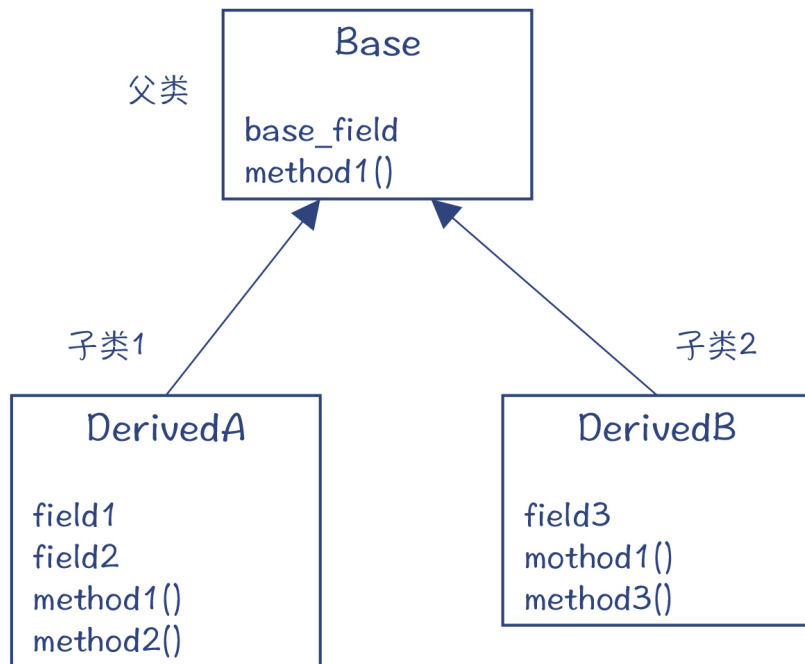 Base
父类
base_field
method1()
子类1
子类2
DerivedA
field1
field2
method1()
method2()
DerivedB
field3
mothod1()
method3()